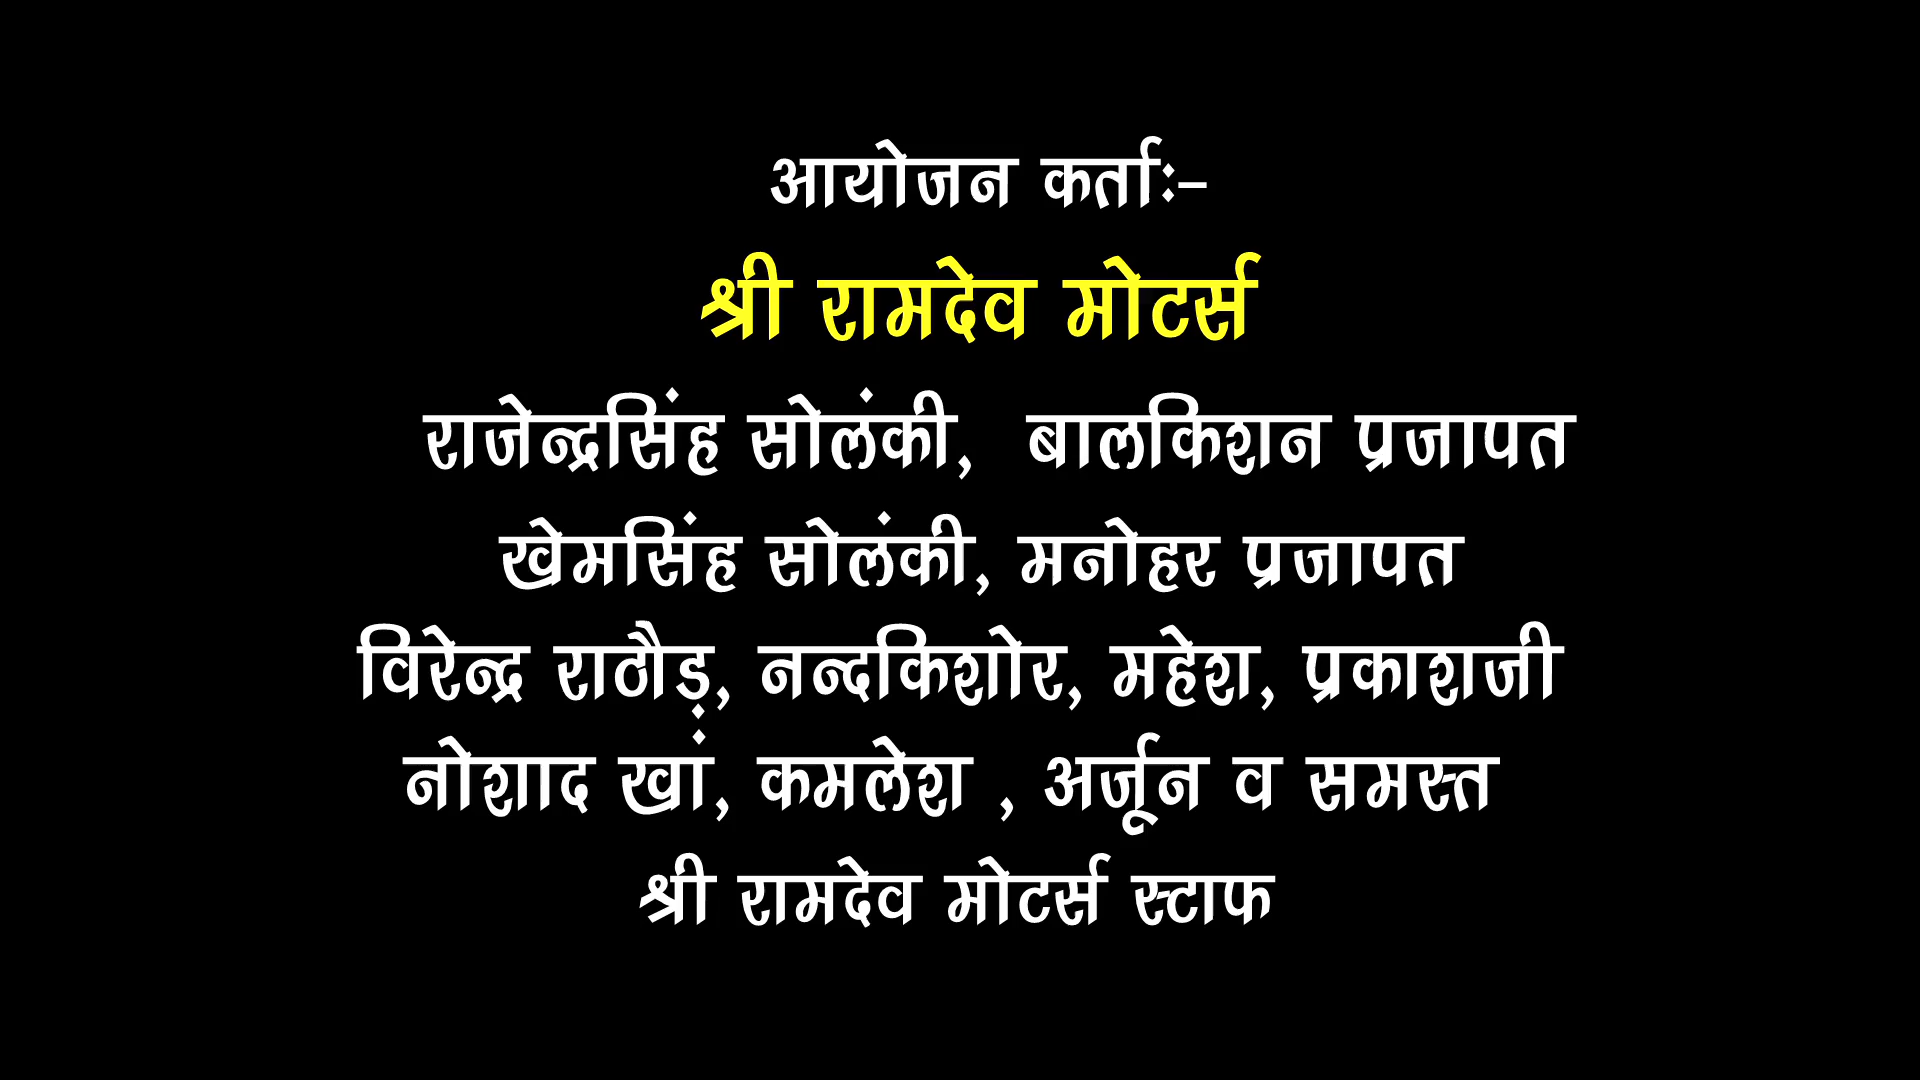 आयोजन कर्ताः-
श्री रामदेव मोटर्स
राजेन्द्रसिंह सोलंकी, बालकिशन प्रजापत
खेमसिंह सोलंकी, मनोहर प्रजापत
विरेन्द्र राठौड़, नन्दकिशोर, महेश, प्रकाशजी
नोशाद खां, कमलेश , अर्जून व समस्त
श्री रामदेव मोटर्स स्टाफ